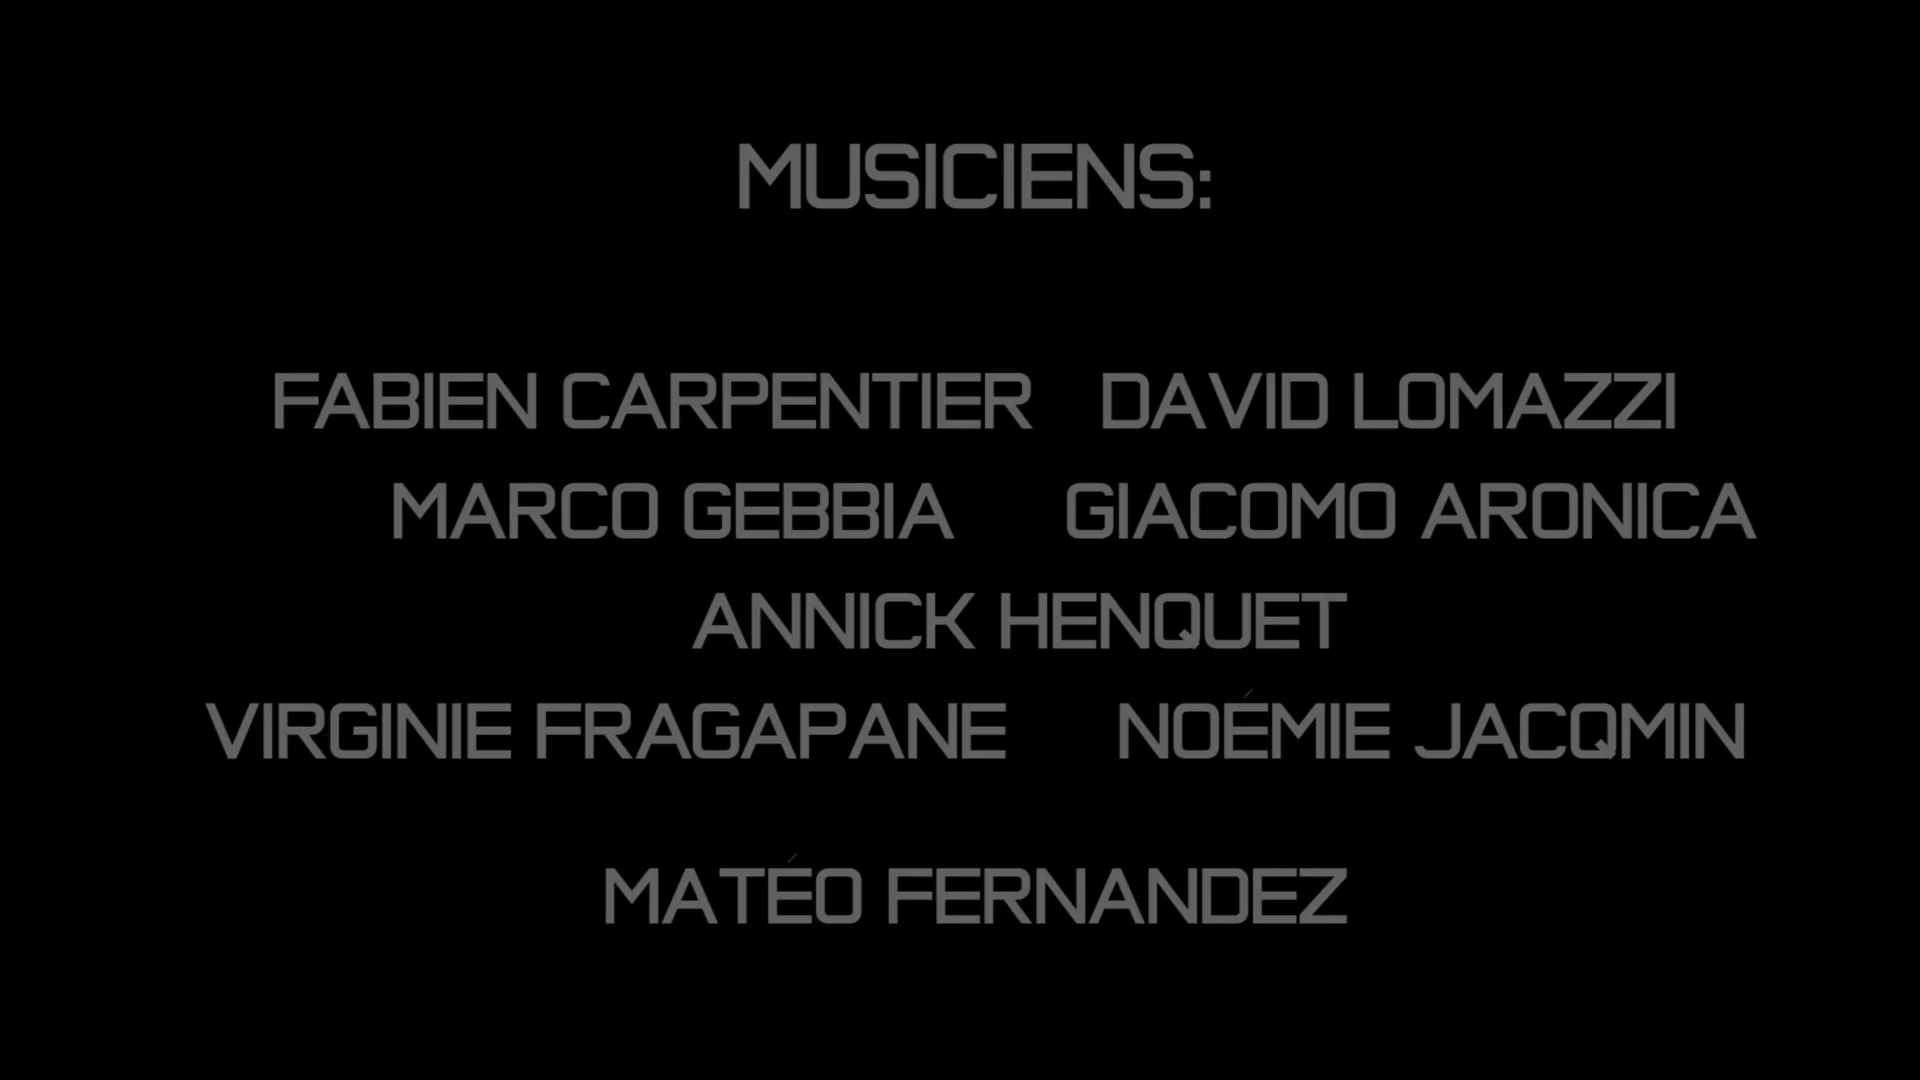 MUSICIENS:
FABIEN CARPENTIER DAVID LOMAZZI
MARCO GEBBIA GIACOMO ARONICA
ANNICK HENQUET
VIRGINIE FRAGAPANE NOÉMIE JACQMIN
MATÉO FERNANDEZ